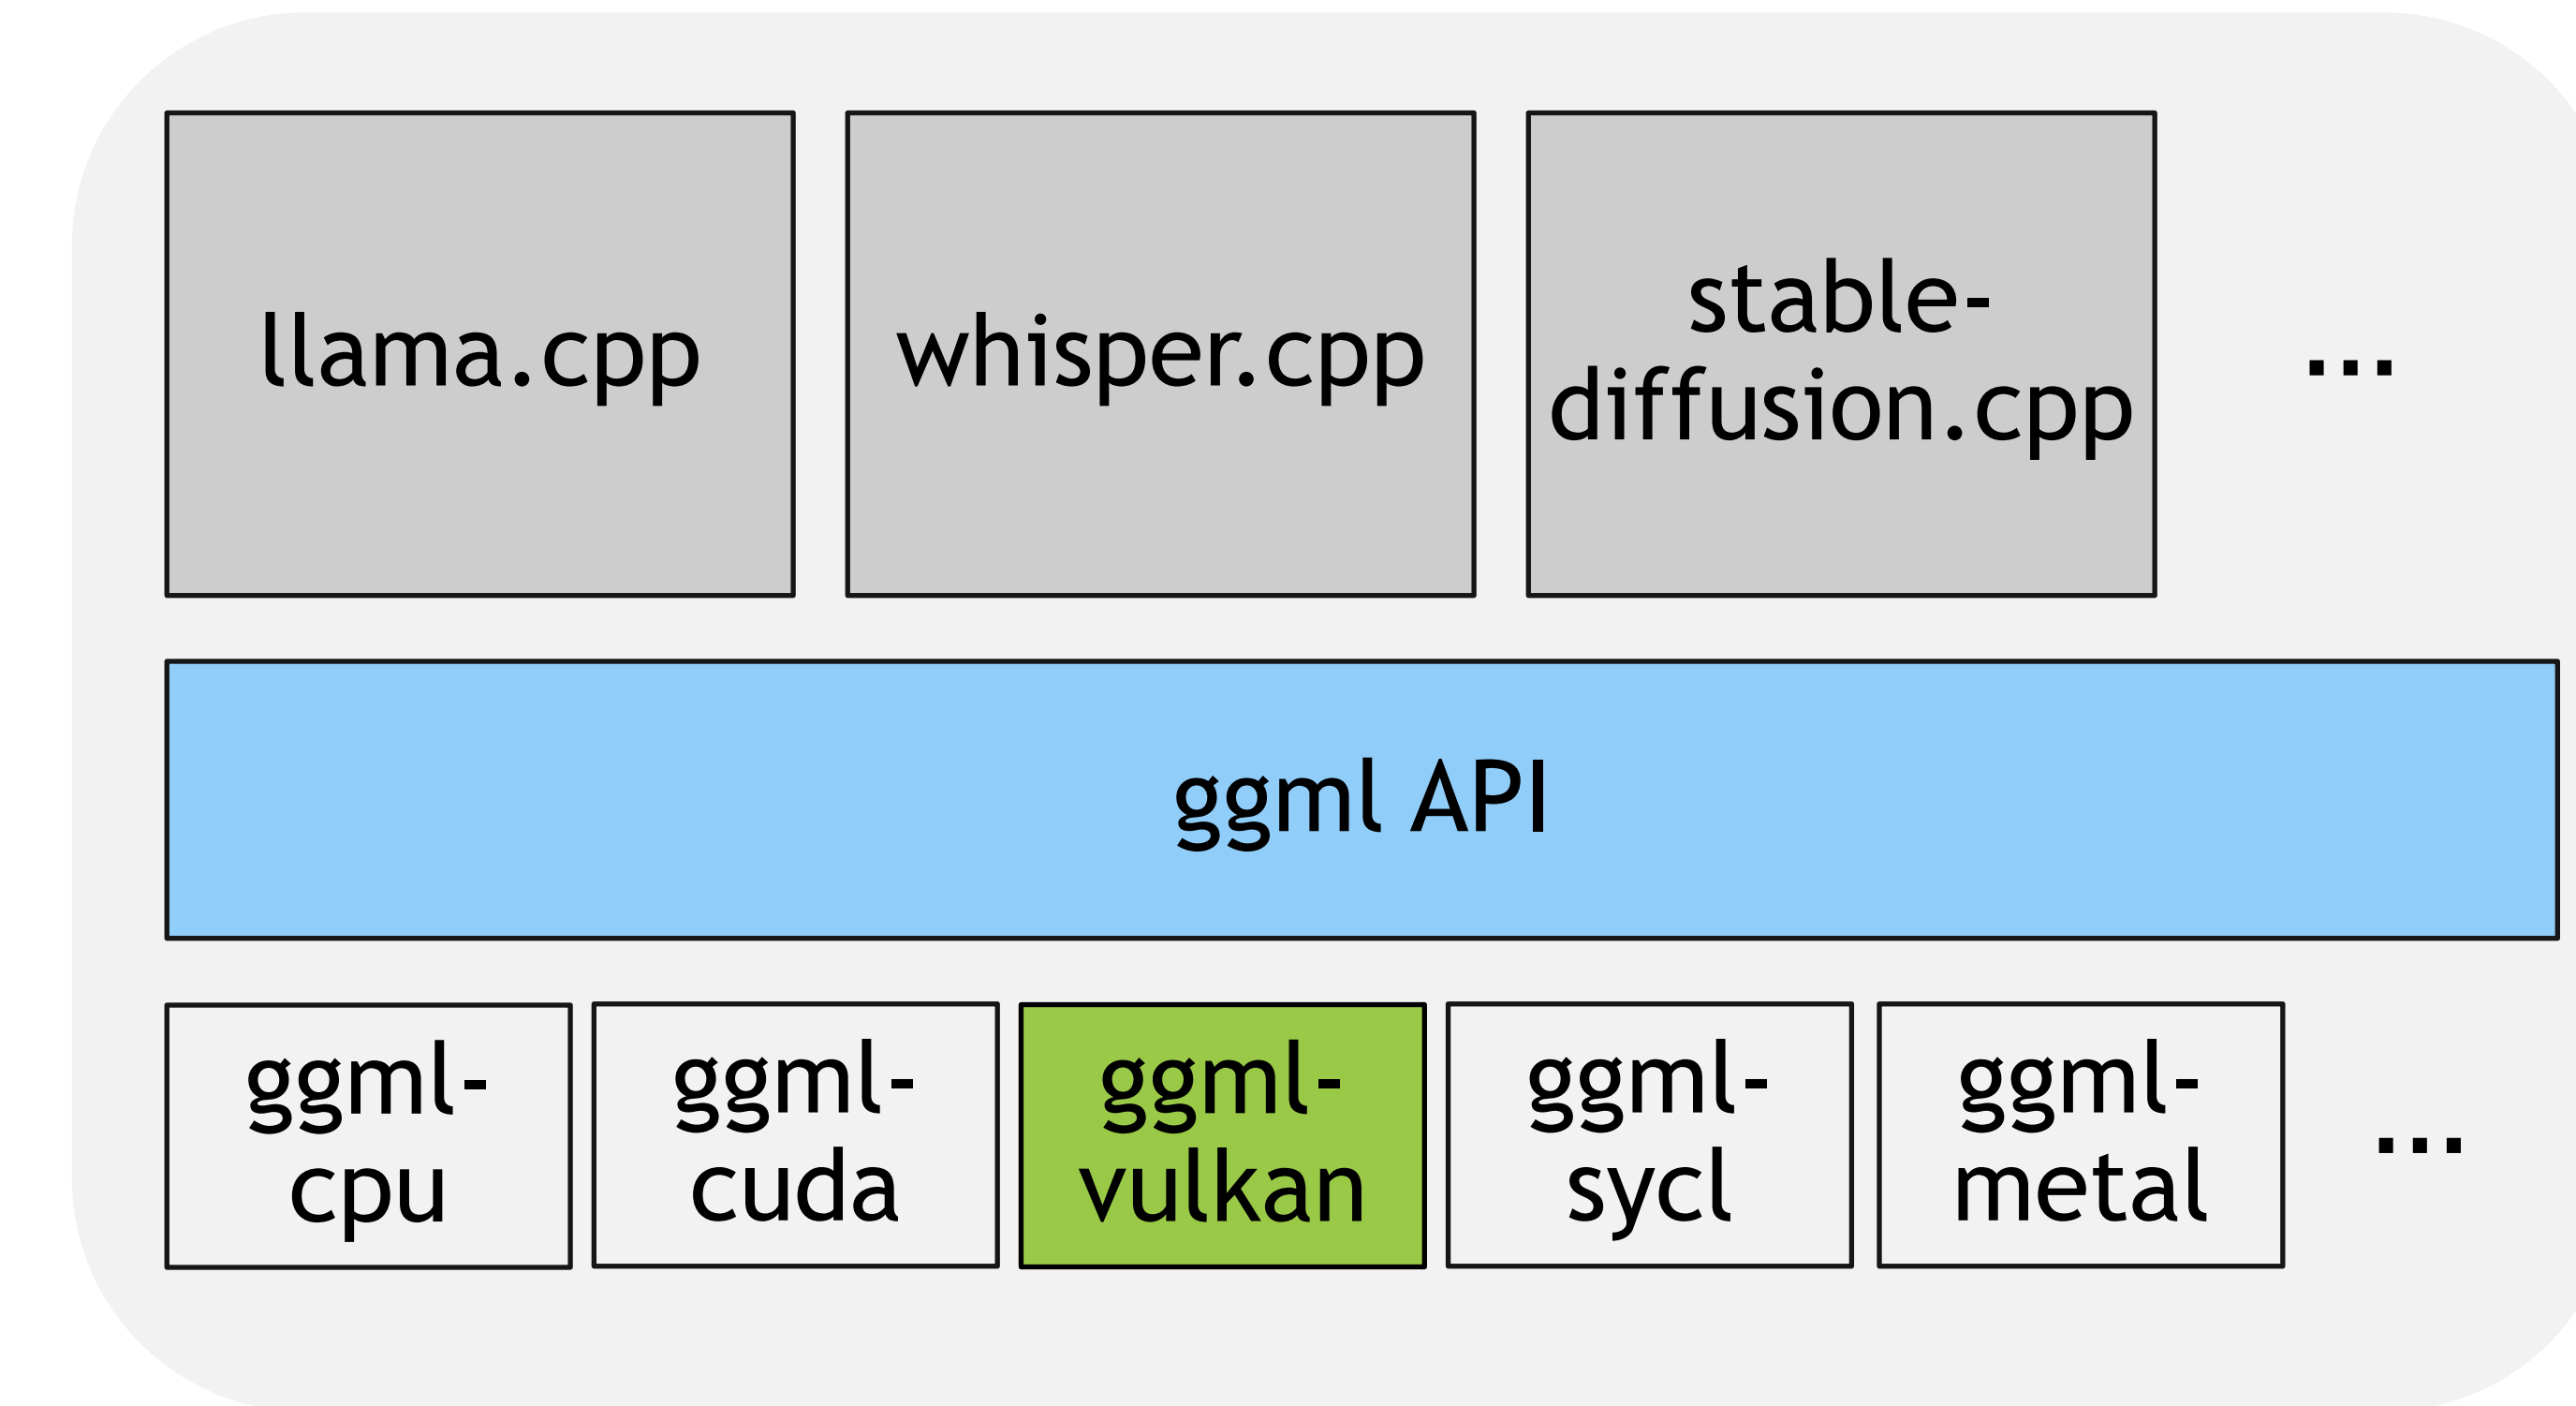 llama.cpp
whisper.cpp
stable-
diffusion.cpp
...
ggml API
ggml-
cpu
ggml-
cuda
ggml-
vulkan
ggml-
sycl
ggml-
metal
...